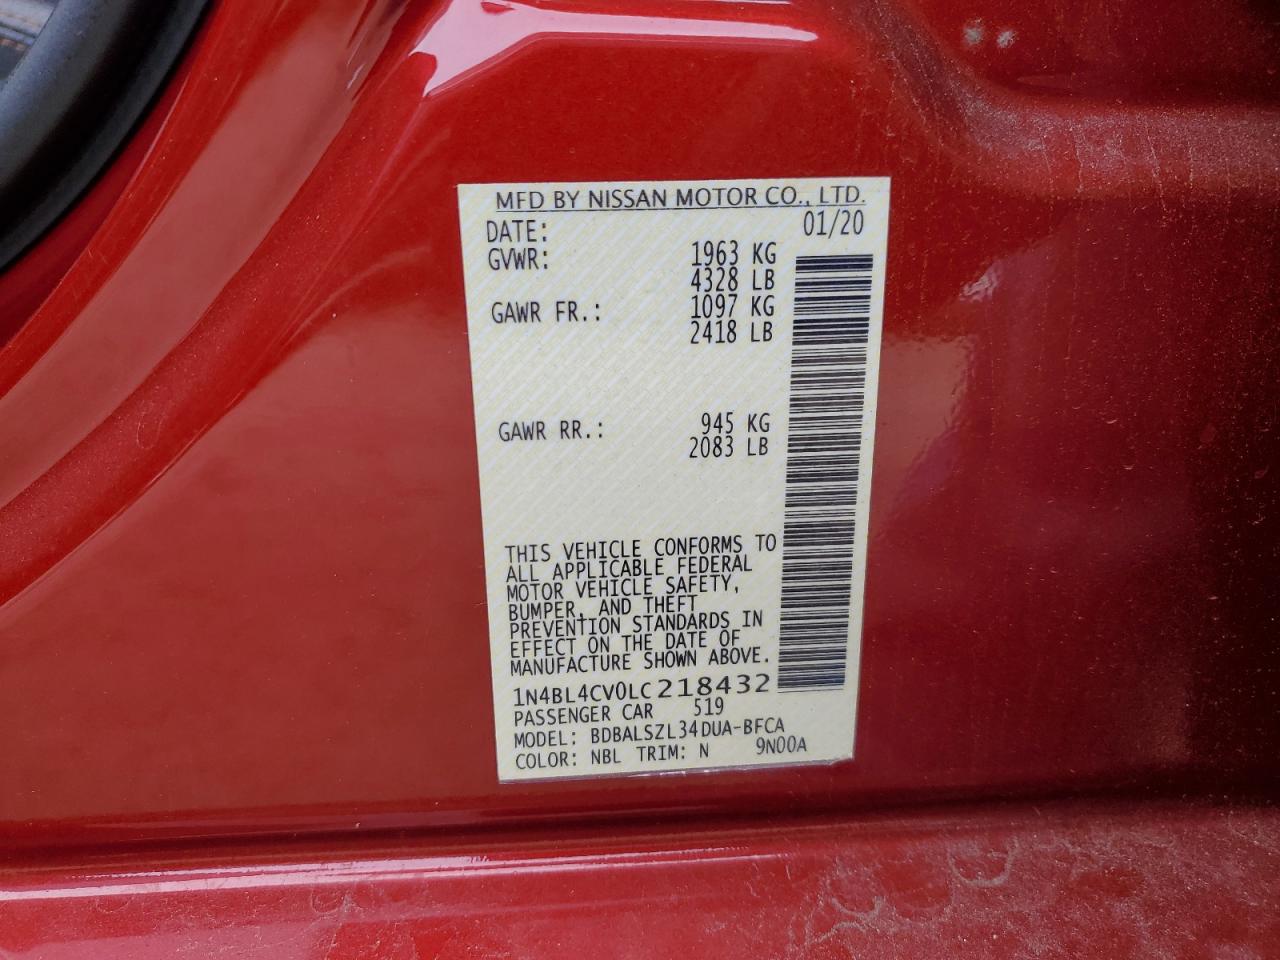 MFD BY NISSAN MOTOR CO., LTD.
DATE: 01/20
GVWR: 1963 KG
4328 LB
GAWR FR.: 1097 KG
2418 LB
GAWR RR.: 945 KG
2083 LB
THIS VEHICLE CONFORMS TO
ALL APPLICABLE FEDERAL
MOTOR VEHICLE SAFETY,
BUMPER, AND THEFT
PREVENTION STANDARDS IN
EFFECT ON THE DATE OF
MANUFACTURE SHOWN ABOVE.
1N4BL4CV0LC218432
PASSENGER CAR 519
MODEL: BDBALSZL34DUA-BFCA
COLOR: NBL TRIM: N 9N00A